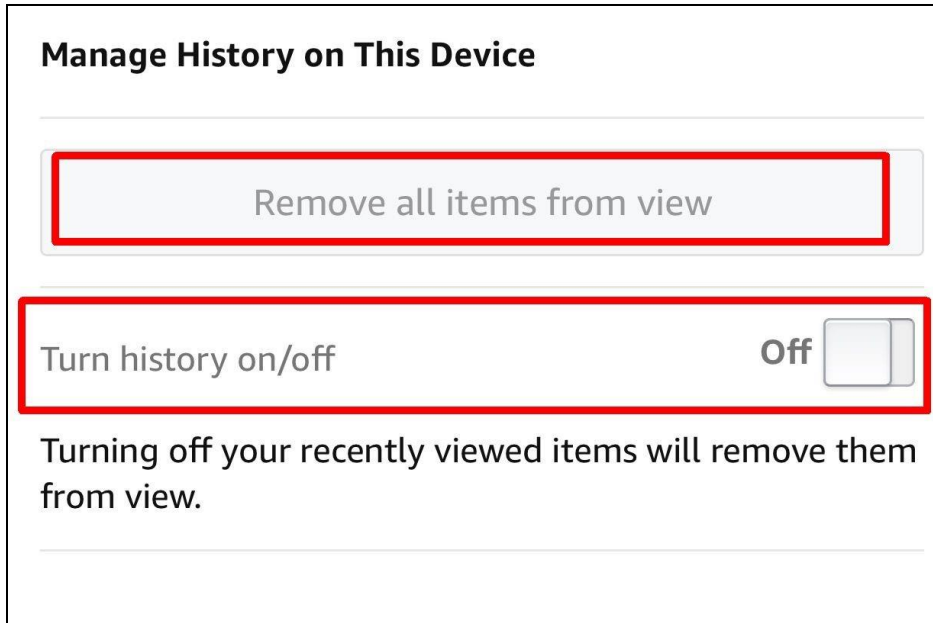 Manage History on This Device
Remove all items from view
Turn history on/off
Off
Turning off your recently viewed items will remove them
from view.